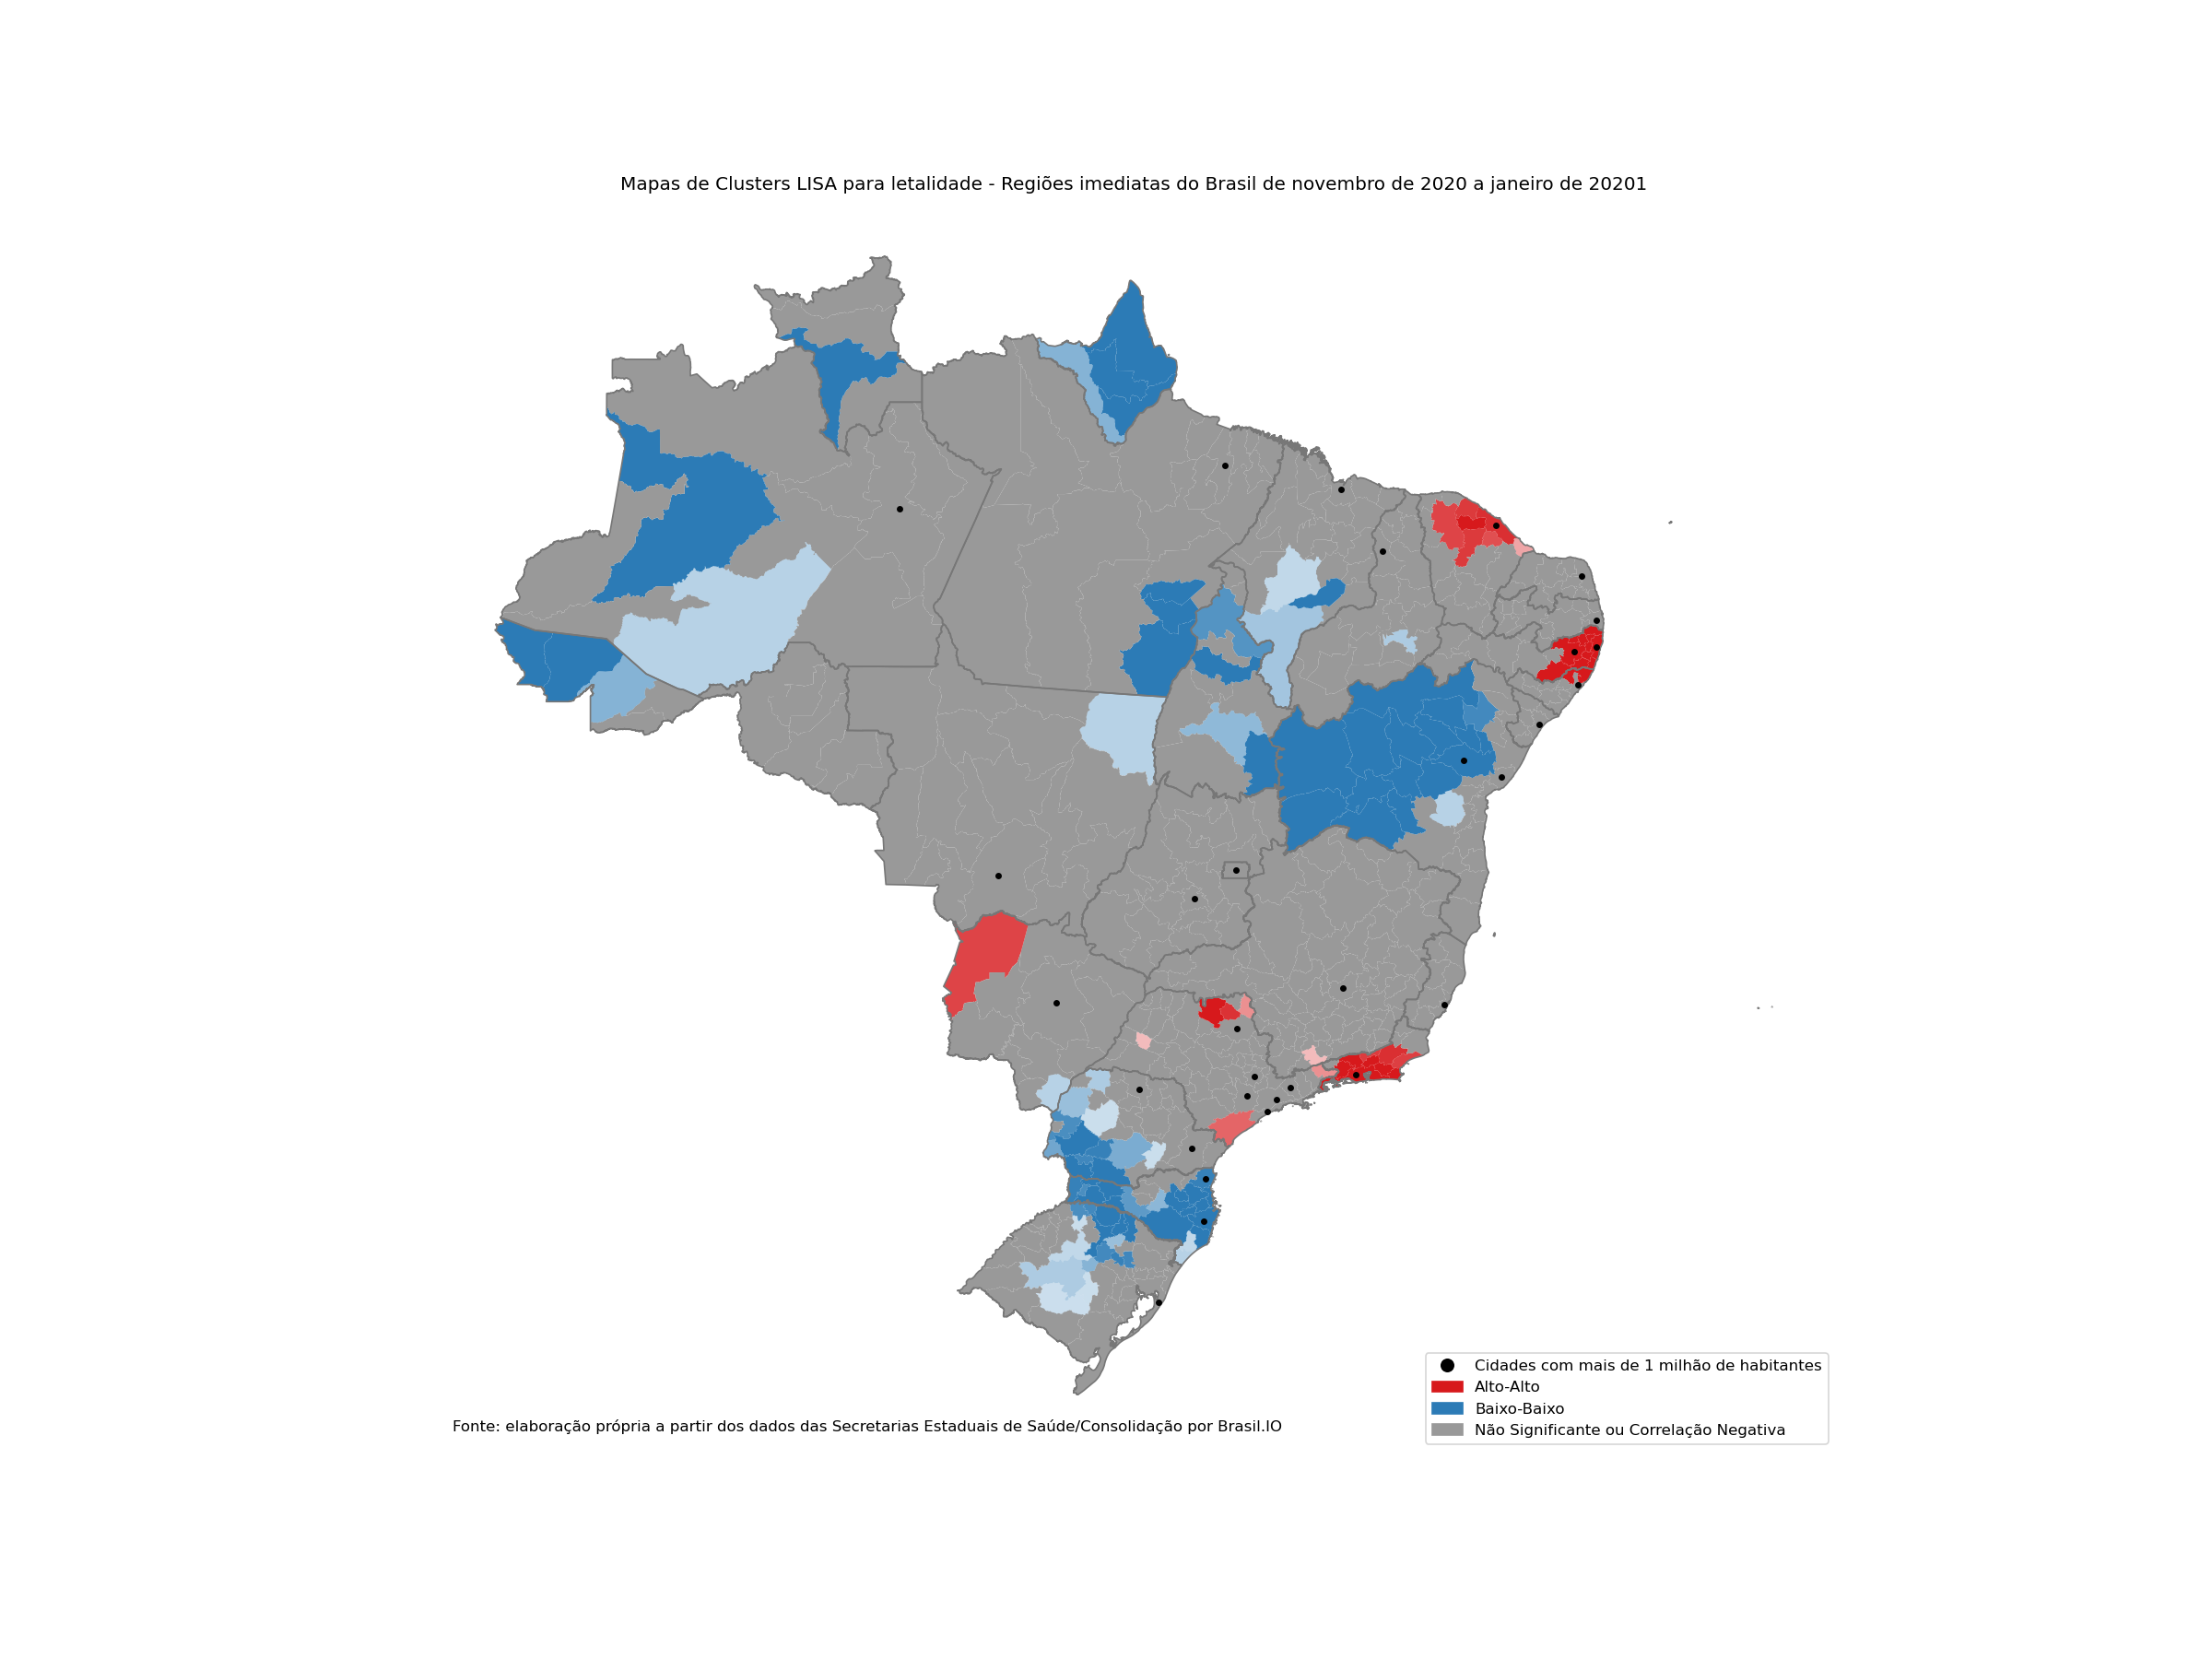 Mapas de Clusters LISA para letalidade - Regiões imediatas do Brasil de novembro de 2020 a janeiro de 20201
Cidades com mais de 1 milhão de habitantes
Alto-Alto
Baixo-Baixo
Não Significante ou Correlação Negativa
Fonte: elaboração própria a partir dos dados das Secretarias Estaduais de Saúde/Consolidação por Brasil.IO